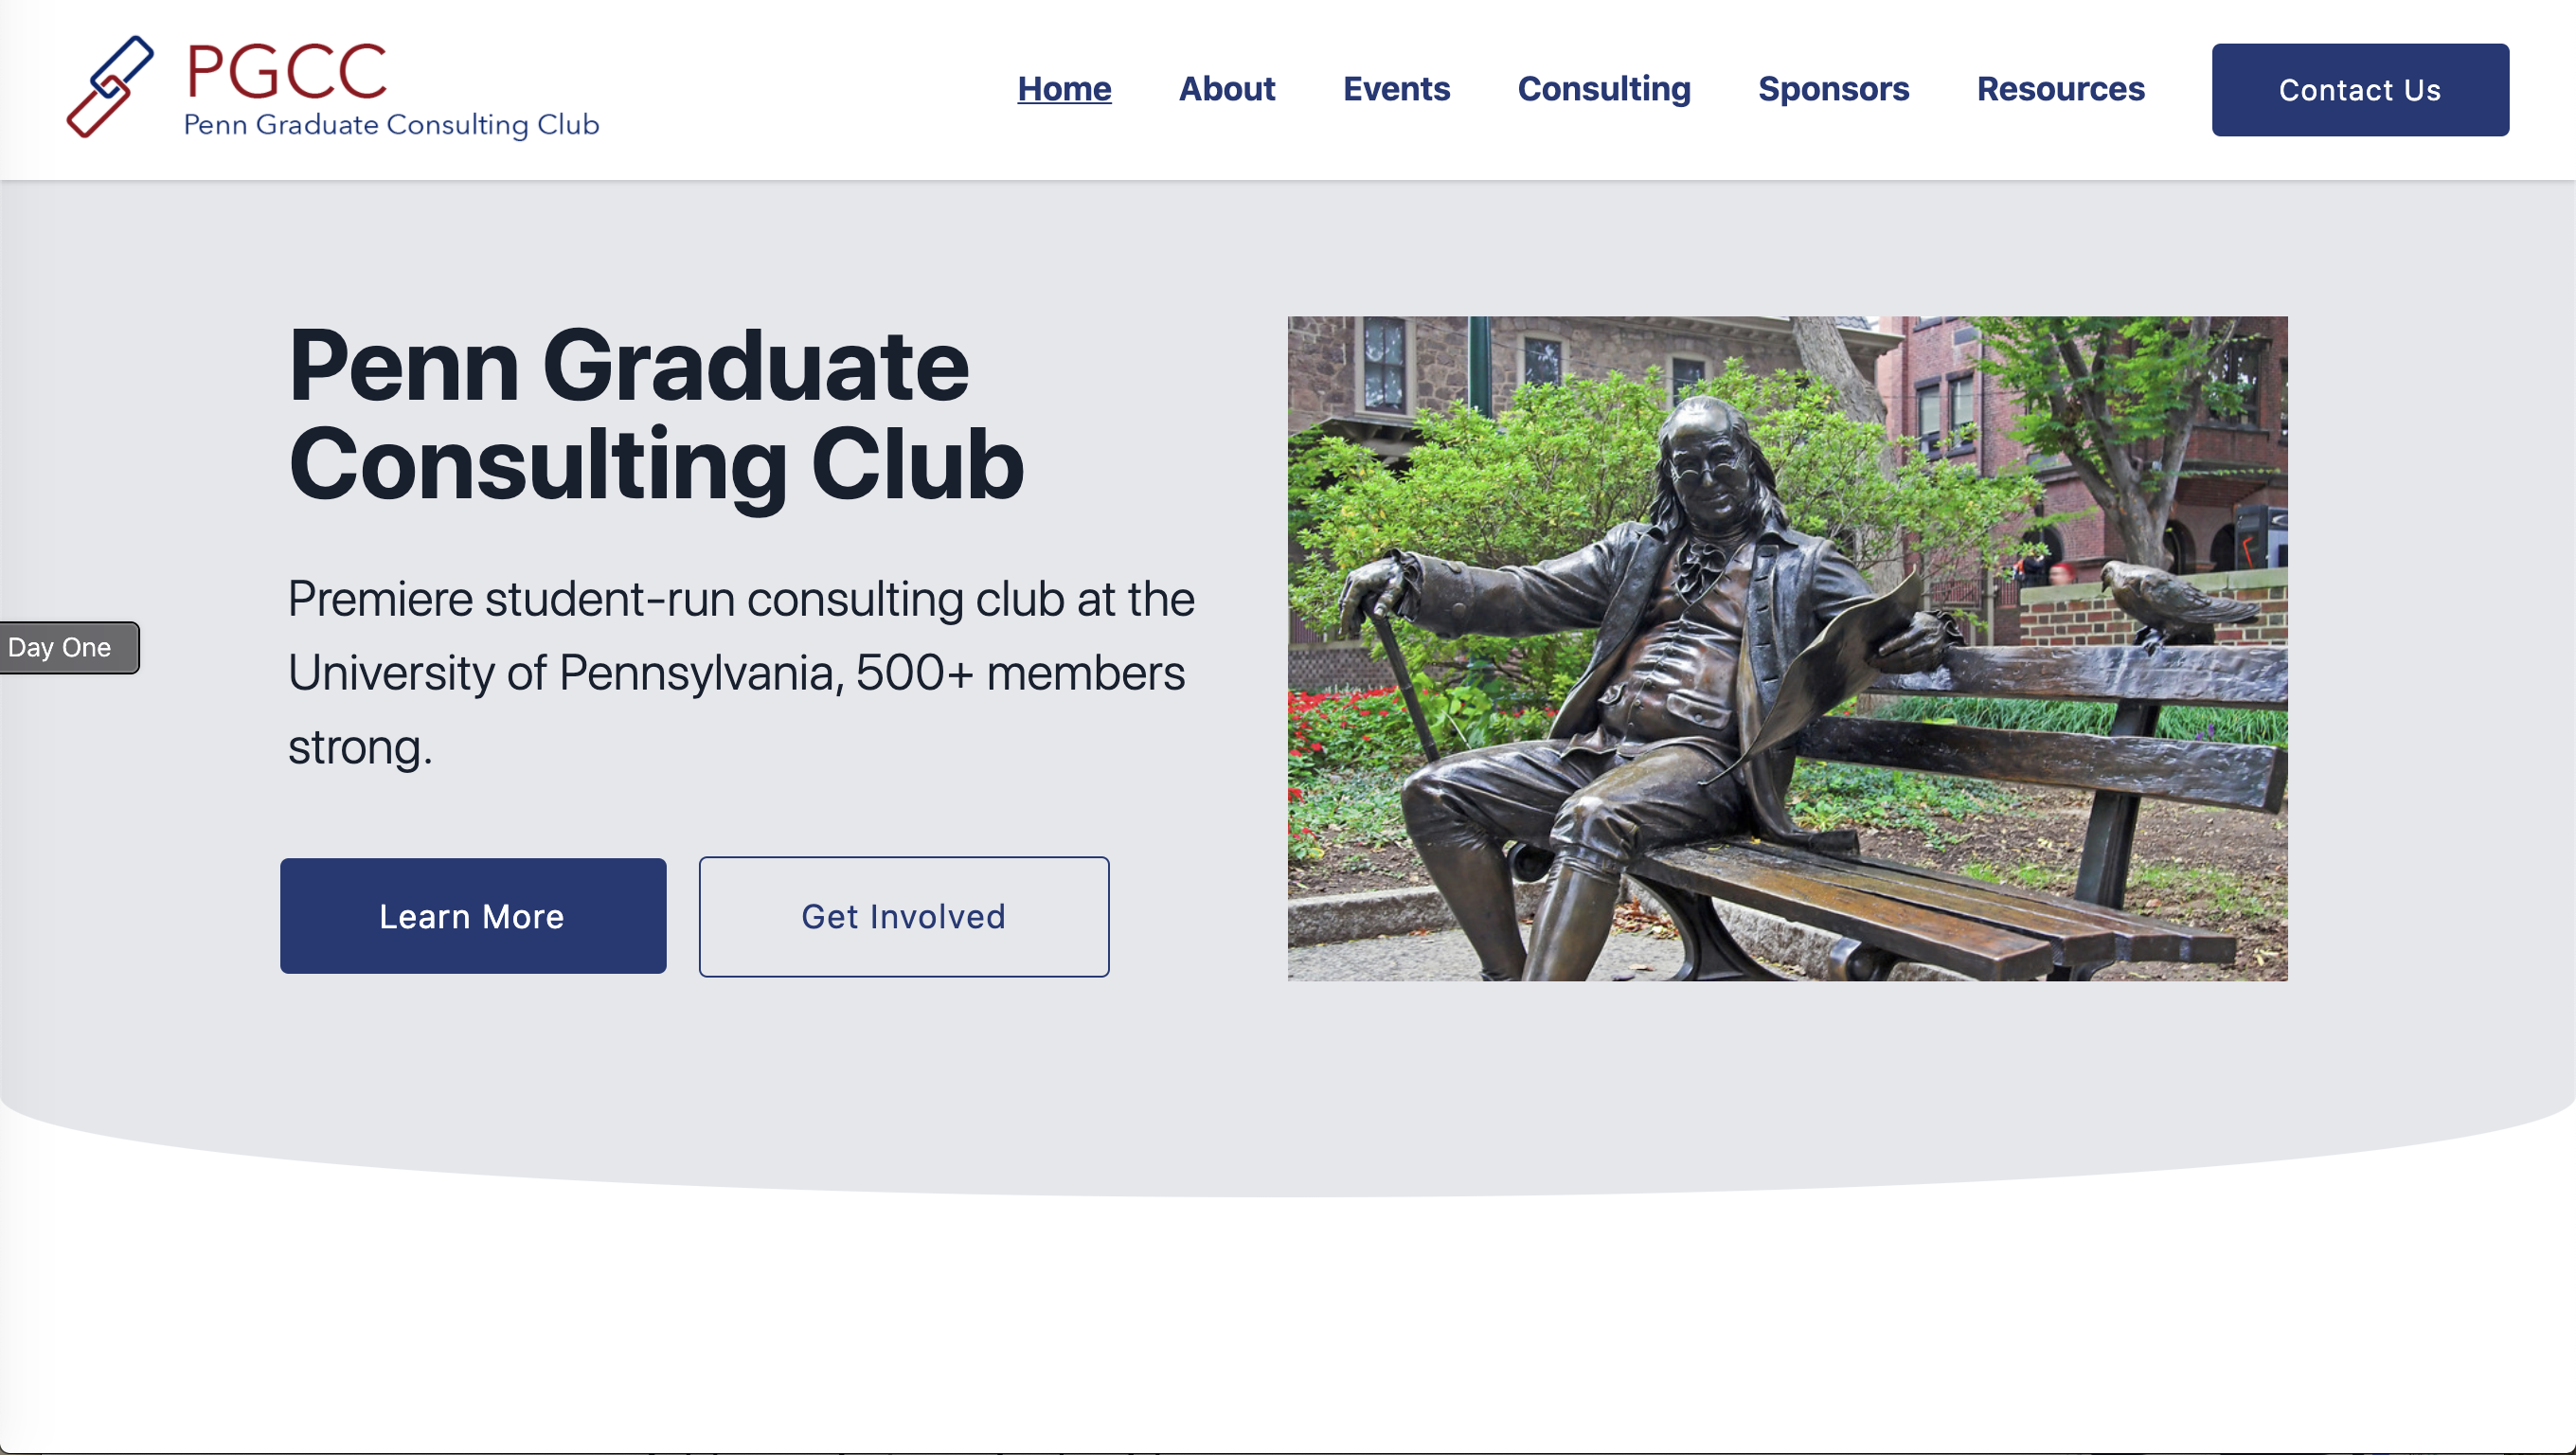 PGCC
Penn Graduate Consulting Club
Home
About
Events
Consulting
Sponsors
Resources
Contact Us
Penn Graduate
Consulting Club
Premiere student-run consulting club at the
University of Pennsylvania, 500+ members
strong.
Day One
Learn More
Get Involved